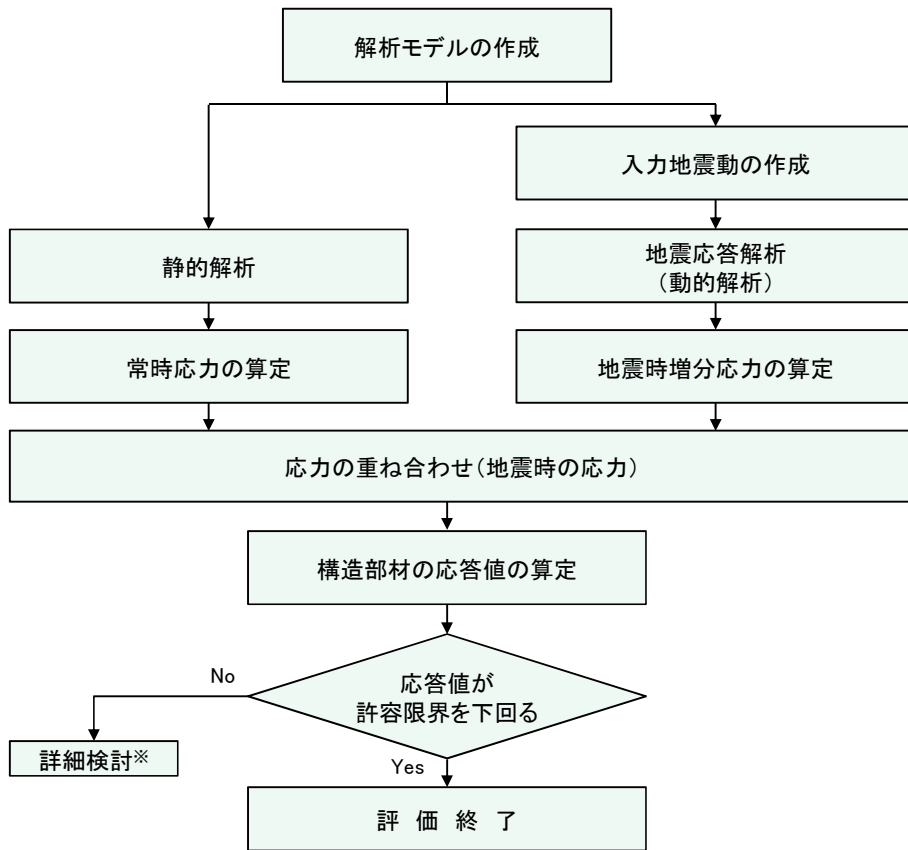 解析モデルの作成
入力地震動の作成
静的解析
地震応答解析
（動的解析）
常時応力の算定
地震時増分応力の算定
応力の重ね合わせ（地震時の応力）
構造部材の応答値の算定
応答値が
許容限界を下回る
No
詳細検討※
Yes
評 価 終 了